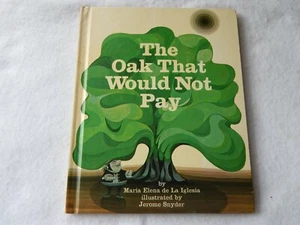 The
Oak That
Would Not
Pay
by
Maria Elena de La Iglesia
illustrated by
Jerome Snyder